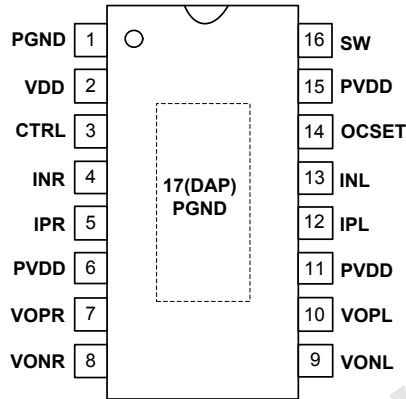 PGND 1 16 SW
VDD 2 15 PVDD
CTRL 3 14 OCSET
INR 4 13 INL
17(DAP)
PGND
IPR 5 12 IPL
PVDD 6 11 PVDD
VOPR 7 10 VOPL
VONR 8 9 VONL